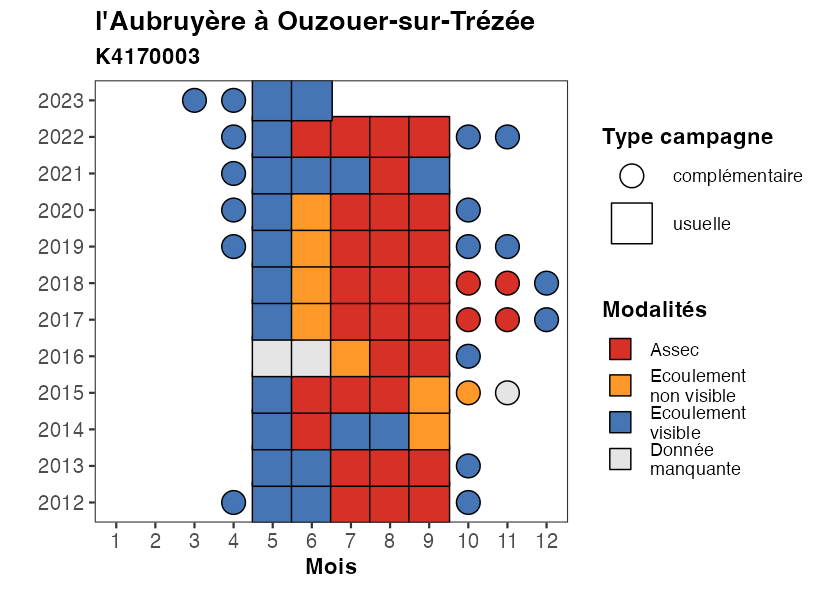 l'Aubruyère à Ouzouer-sur-Trézée
K4170003
2023
2022
2021
2020
2019
2018
2017
2016
2015
2014
2013
2012
1 2 3 4 5 6 7 8 9 10 11 12
Mois
Type campagne
complémentaire
usuelle
Modalités
Assec
Ecoulement
non visible
Ecoulement
visible
Donnée
manquante